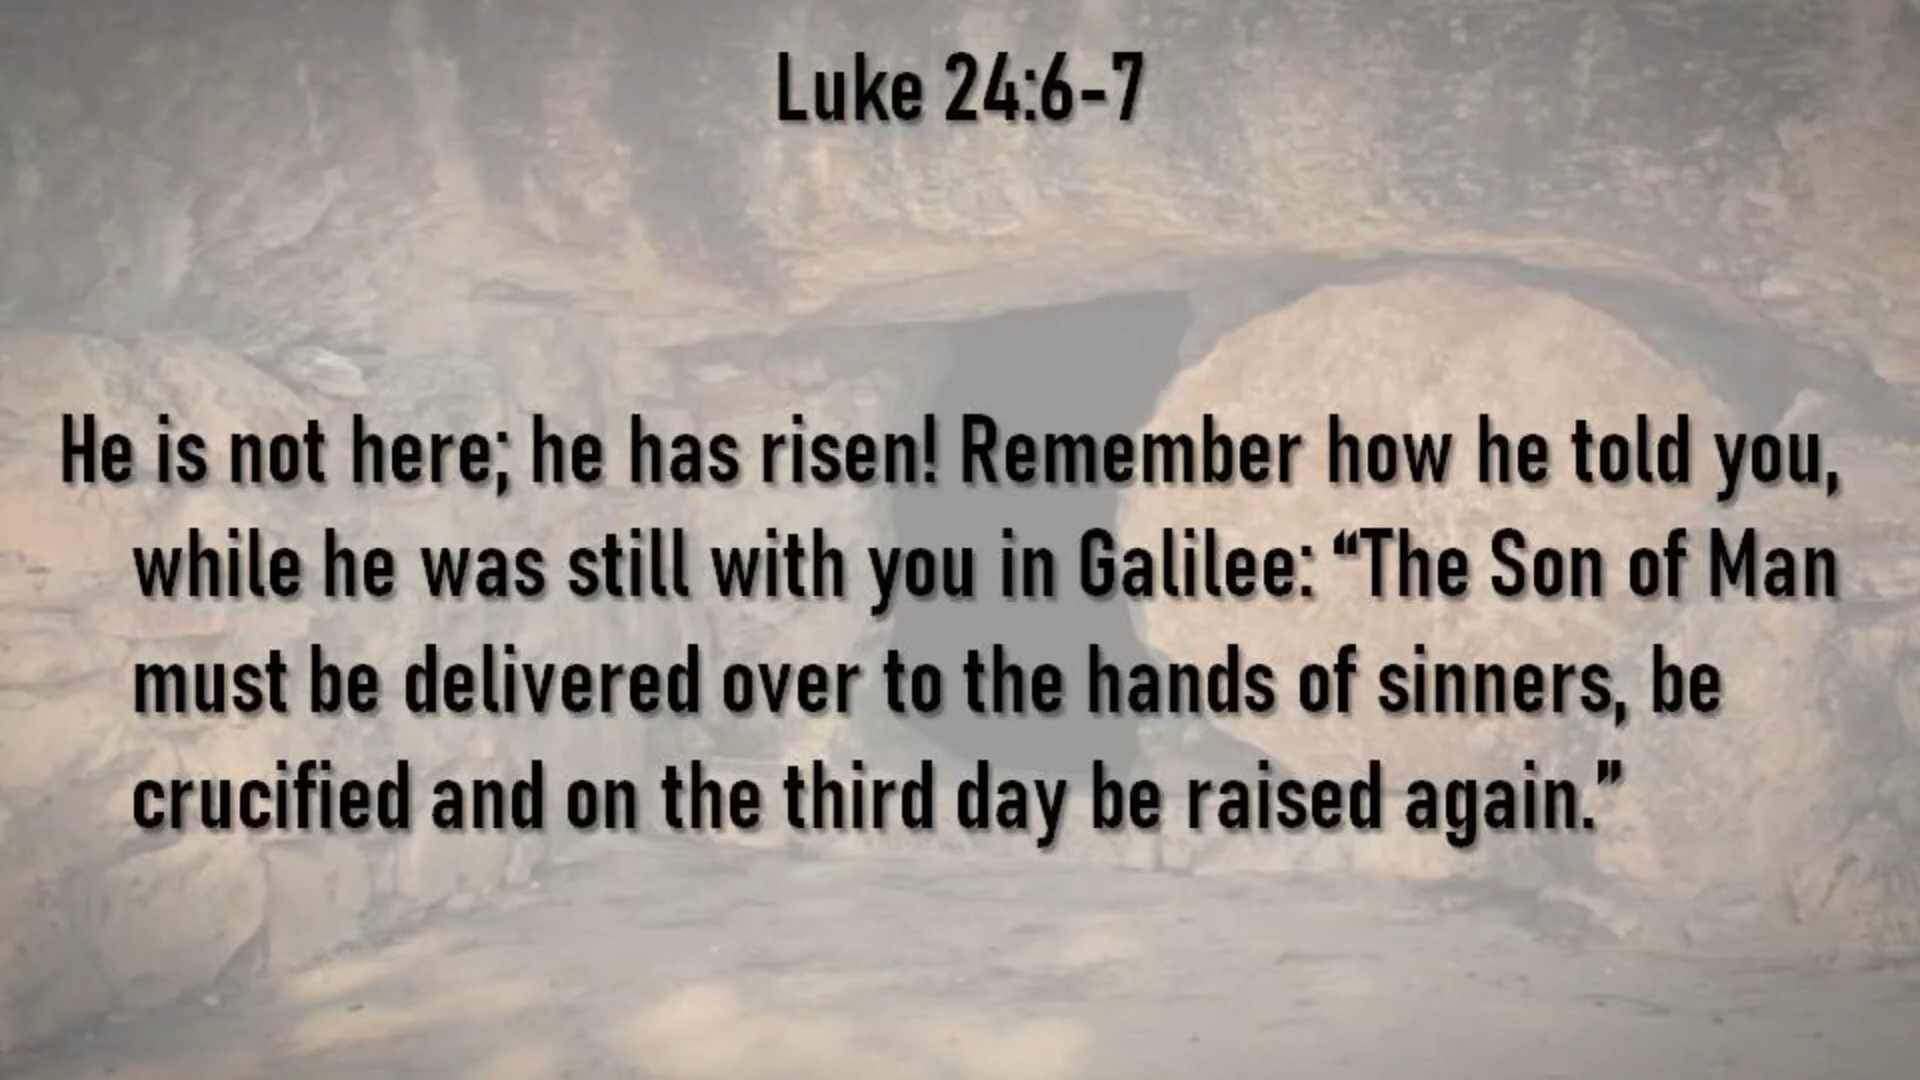 Luke 24:6-7
He is not here; he has risen! Remember how he told you,
while he was still with you in Galilee: “The Son of Man
must be delivered over to the hands of sinners, be
crucified and on the third day be raised again.”